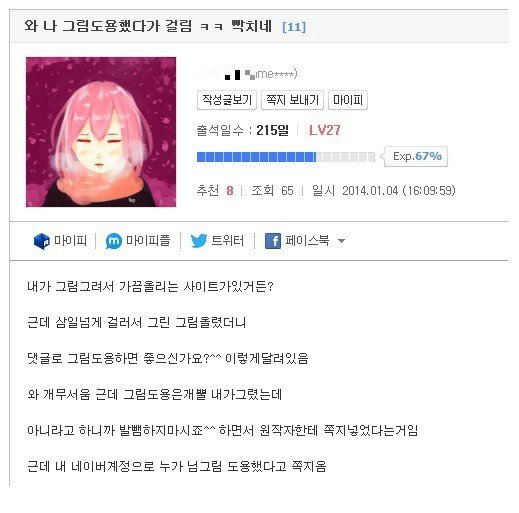 와 나 그림도용했다가 걸림 ㅋㅋ 빡치네 [11]
ime****)
작성글보기 쪽지 보내기 마이피
출석일수 : 215일 LV27
Exp.67%
추천 8 조회 65 일시 2014.01.04 (16:09:59)
마이피 마이피플 트위터 페이스북
내가 그림그려서 가끔올리는 사이트가있거든?
근데 삼일넘게 걸러서 그린 그림올렸더니
댓글로 그림도용하면 좋으신가요?^^ 이렇게달려있음
와 개무서움 근데 그림도용은개뿔 내가그렸는데
아니라고 하니까 발뺌하지마시죠^^ 하면서 원작자한테 쪽지넣었다는거임
근데 내 네이버계정으로 누가 남그림 도용했다고 쪽지옴